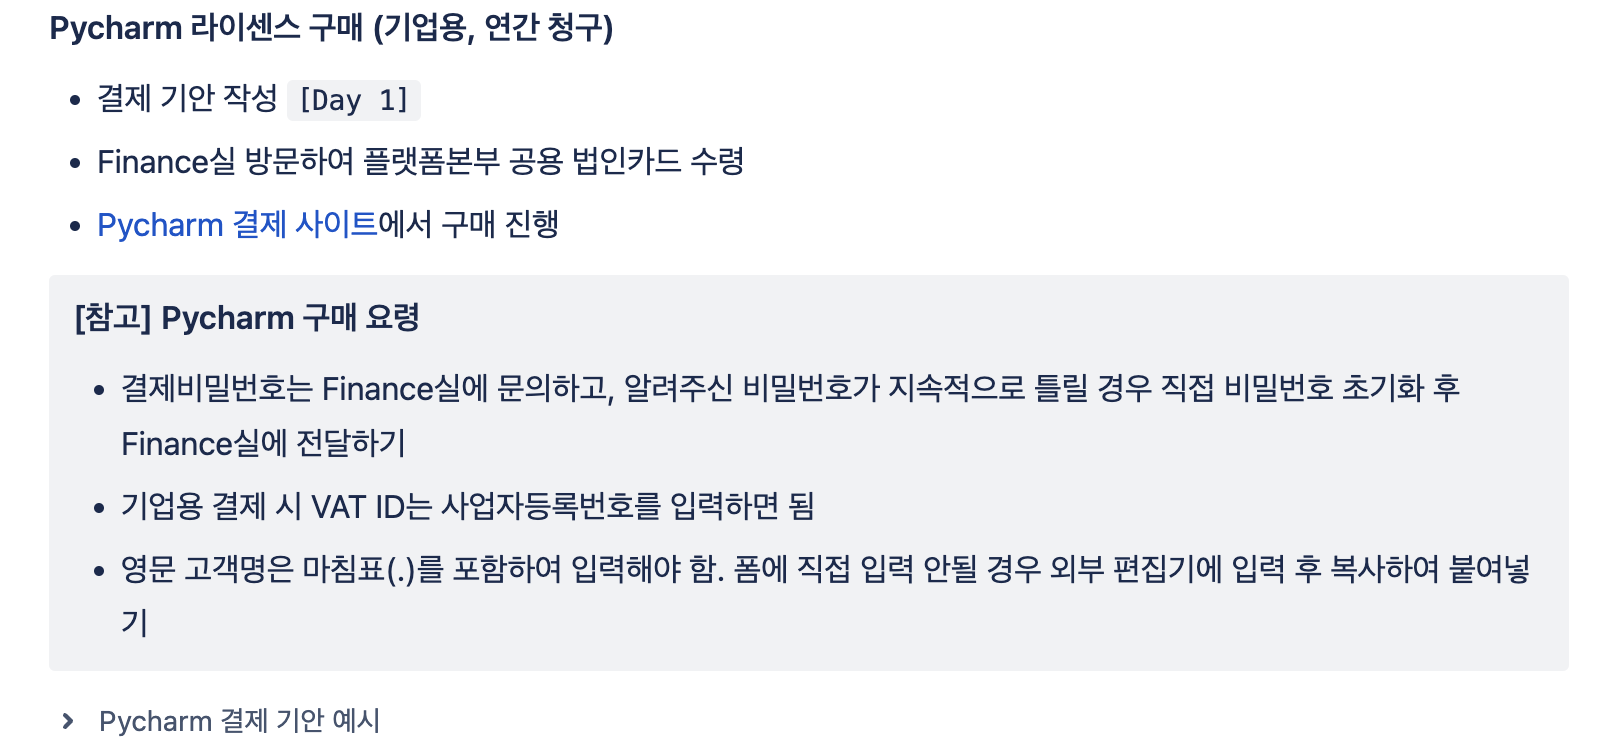 Pycharm 라이센스 구매 (기업용, 연간 청구)
결제 기안 작성 [Day 1]
Finance실 방문하여 플랫폼본부 공용 법인카드 수령
Pycharm 결제 사이트에서 구매 진행
[참고] Pycharm 구매 요령
결제비밀번호는 Finance실에 문의하고, 알려주신 비밀번호가 지속적으로 틀릴 경우 직접 비밀번호 초기화 후
Finance실에 전달하기
기업용 결제 시 VAT ID는 사업자등록번호를 입력하면 됨
영문 고객명은 마침표(.)를 포함하여 입력해야 함. 폼에 직접 입력 안될 경우 외부 편집기에 입력 후 복사하여 붙여넣
기
Pycharm 결제 기안 예시